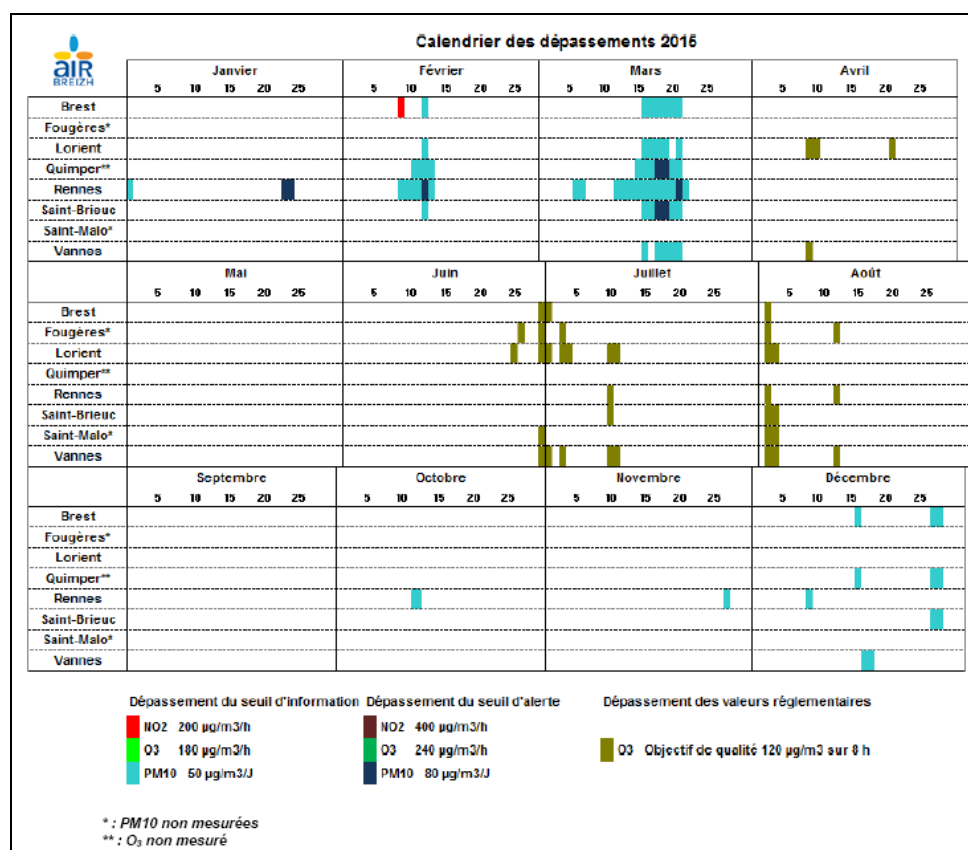 Calendrier des dépassements 2015
aiR
BREIZH
Janvier Février Mars Avril
5 10 15 20 25 5 10 15 20 25 5 10 15 20 25 5 10 15 20 25
Brest
Fougères*
Lorient
Quimper**
Rennes
Saint-Brieuc
Saint-Malo*
Vannes
Mai Juin Juillet Août
5 10 15 20 25 5 10 15 20 25 5 10 15 20 25 5 10 15 20 25
Brest
Fougères*
Lorient
Quimper**
Rennes
Saint-Brieuc
Saint-Malo*
Vannes
Septembre Octobre Novembre Décembre
5 10 15 20 25 5 10 15 20 25 5 10 15 20 25 5 10 15 20 25
Brest
Fougères*
Lorient
Quimper**
Rennes
Saint-Brieuc
Saint-Malo*
Vannes
Dépassement du seuil d'information Dépassement du seuil d'alerte Dépassement des valeurs réglementaires
NO2 200 µg/m3/h NO2 400 µg/m3/h
O3 180 µg/m3/h O3 240 µg/m3/h O3 Objectif de qualité 120 µg/m3 sur 8 h
PM10 50 µg/m3/J PM10 80 µg/m3/J
* : PM10 non mesurées
** : O₃ non mesuré